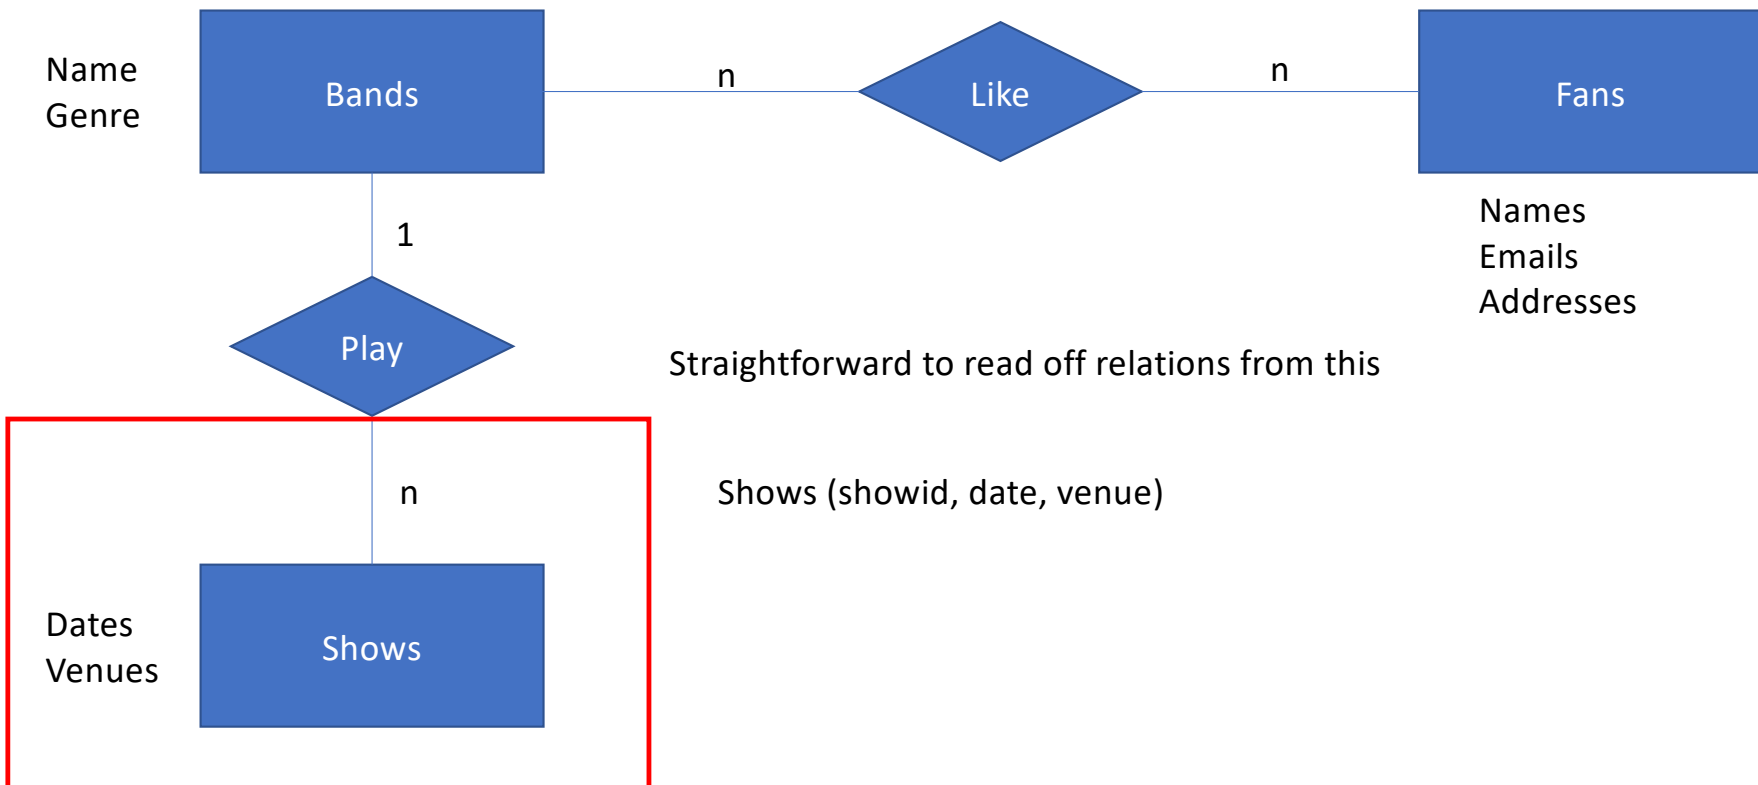 Name
Genre
Bands
n
Like
n
Fans
Names
Emails
Addresses
1
Play
Straightforward to read off relations from this
n
Shows (showid, date, venue)
Dates
Venues
Shows